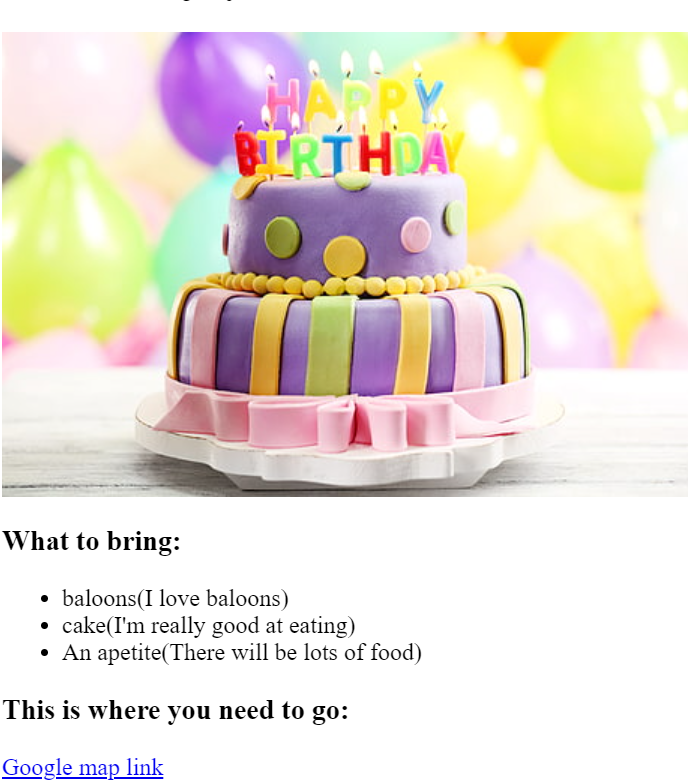 HAPPY
BIRTHDAY
What to bring:
baloons(I love baloons)
cake(I'm really good at eating)
An apetite(There will be lots of food)
This is where you need to go:
Google map link